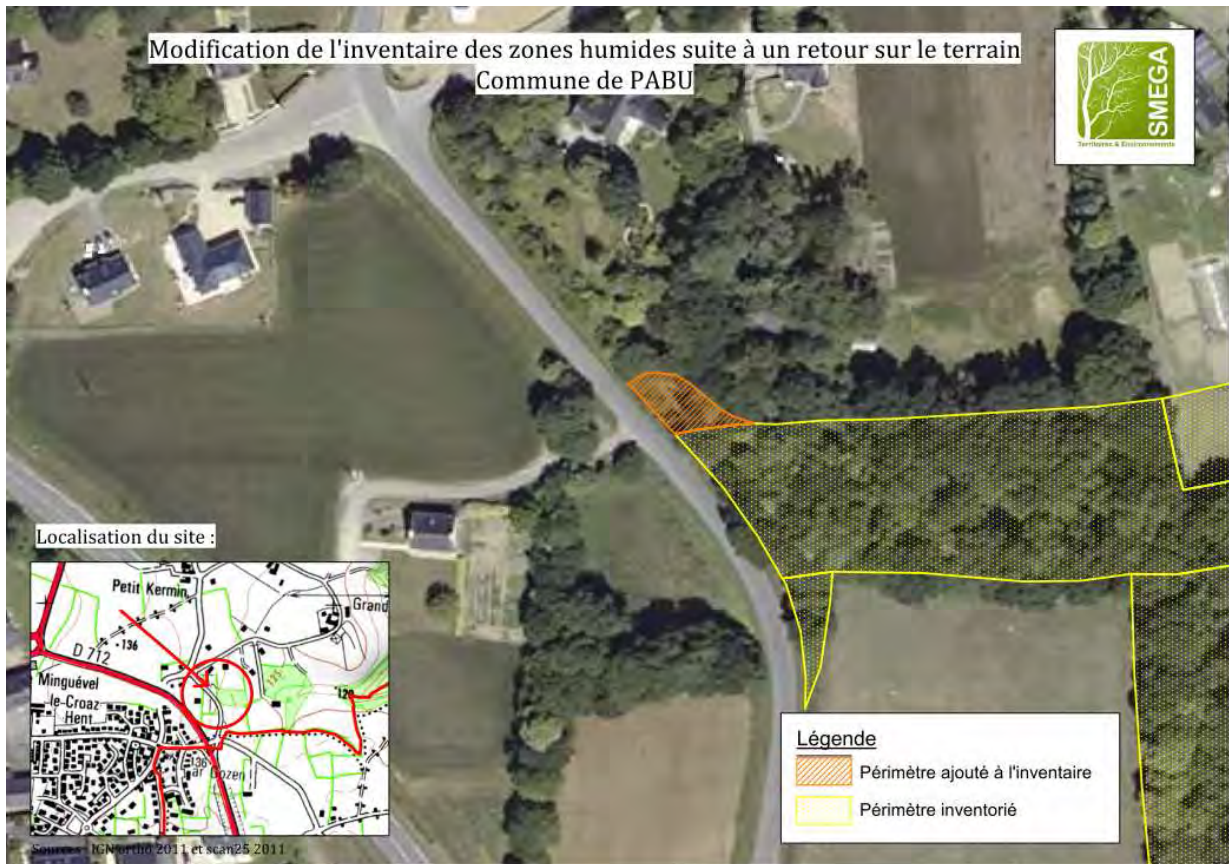 Modification de l'inventaire des zones humides suite à un retour sur le terrain
Commune de PABU
SMEGA
Territoires & Environnements
Localisation du site :
Petit Kermin
Grand
136
D 712
Minguével
le-Croaz
Hent
125
120
136
Légende
Périmètre ajouté à l'inventaire
Périmètre inventorié
Sources : IGN ortho 2011 et scan25 2011